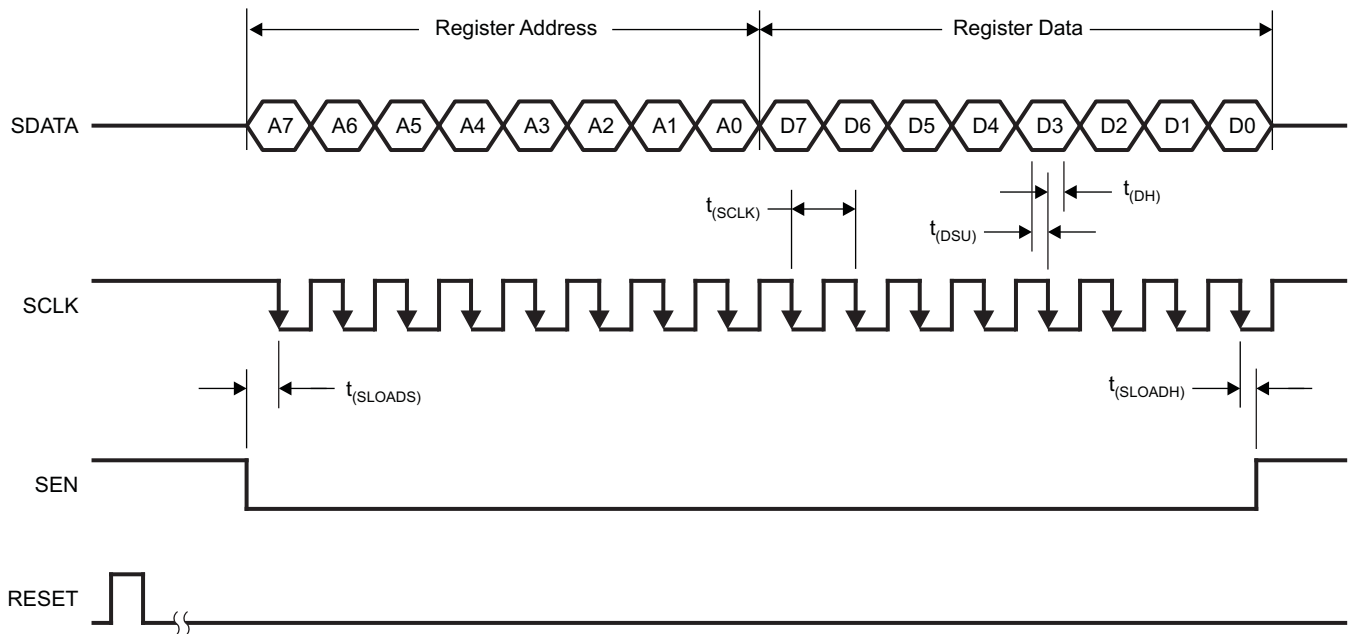 Register Address
Register Data
SDATA
A7 A6 A5 A4 A3 A2 A1 A0 D7 D6 D5 D4 D3 D2 D1 D0
t(SCLK)
t(DH)
t(DSU)
SCLK
t(SLOADS)
t(SLOADH)
SEN
RESET